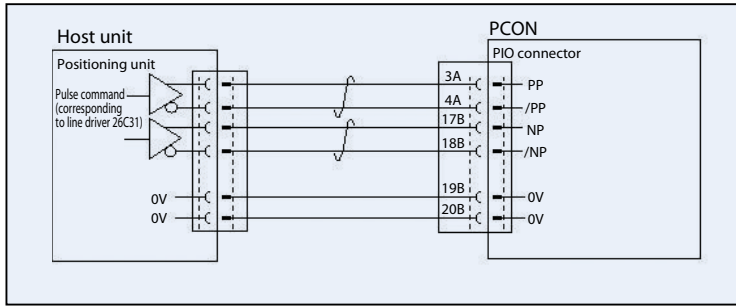 Host unit
PCON
Positioning unit
PIO connector
Pulse command
(corresponding
to line driver 26C31)
3A
PP
4A
/PP
17B
NP
18B
/NP
0V
19B
0V
0V
20B
0V